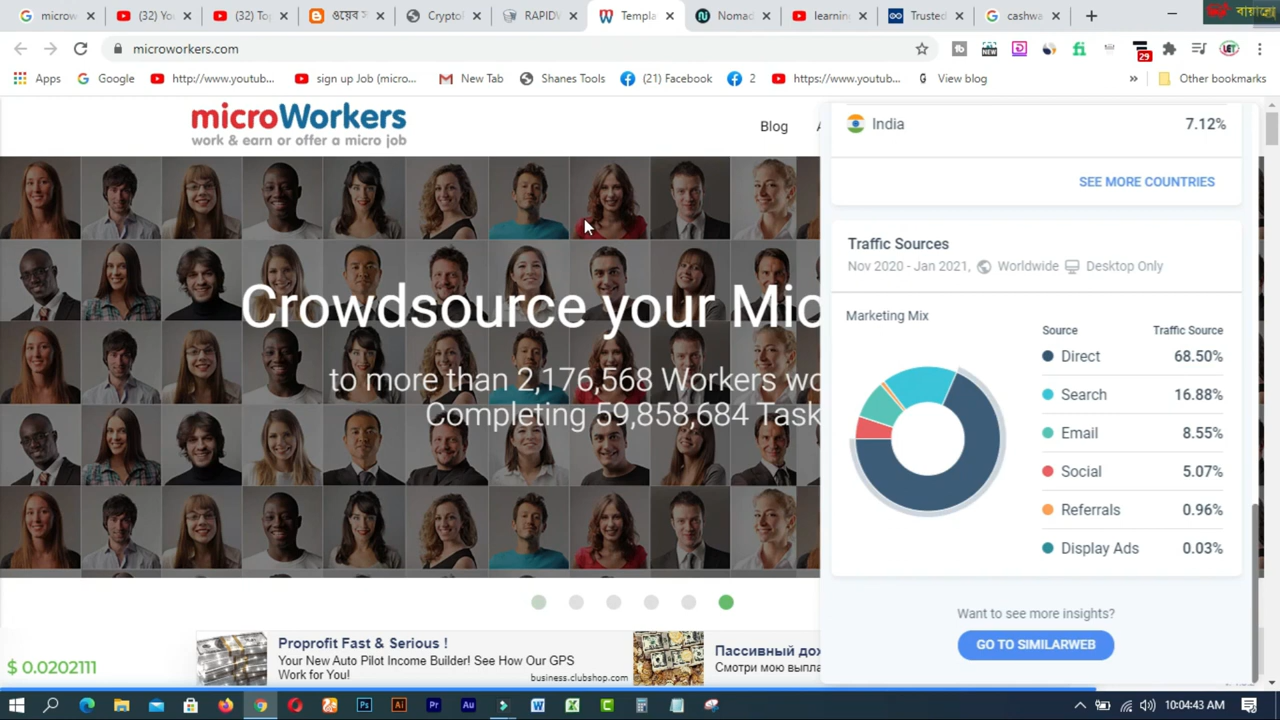 microw
(32) Yo
(32) To
ওয়েব
Crypto
RAPID
Templa
Nomad
learning
Trusted
cashwa
বায়ান্নো
microworkers.com
NEW
29
LET
Apps
Google
http://www.youtub...
sign up Job (micro...
New Tab
Shanes Tools
(21) Facebook
2
https://www.youtub...
View blog
»
Other bookmarks
microWorkers
work & earn or offer a micro job
Blog
A
Crowdsource your Mic
to more than 2,176,568 Workers wo
Completing 59,858,684 Task
India 7.12%
SEE MORE COUNTRIES
Traffic Sources
Nov 2020 - Jan 2021, Worldwide Desktop Only
Marketing Mix
Source Traffic Source
Direct 68.50%
Search 16.88%
Email 8.55%
Social 5.07%
Referrals 0.96%
Display Ads 0.03%
Want to see more insights?
GO TO SIMILARWEB
$ 0.0202111
Proprofit Fast & Serious !
Your New Auto Pilot Income Builder! See How Our GPS
Work for You!
business.clubshop.com
Пассивный дох
Смотри мою выпла
10:04:43 AM